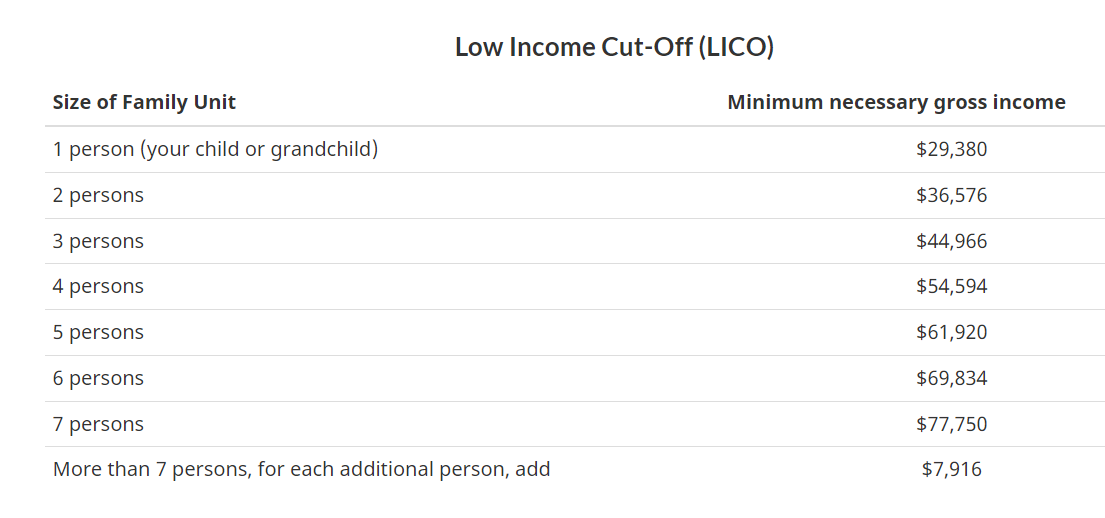 Low Income Cut-Off (LICO)
Size of Family Unit Minimum necessary gross income
1 person (your child or grandchild) $29,380
2 persons $36,576
3 persons $44,966
4 persons $54,594
5 persons $61,920
6 persons $69,834
7 persons $77,750
More than 7 persons, for each additional person, add $7,916